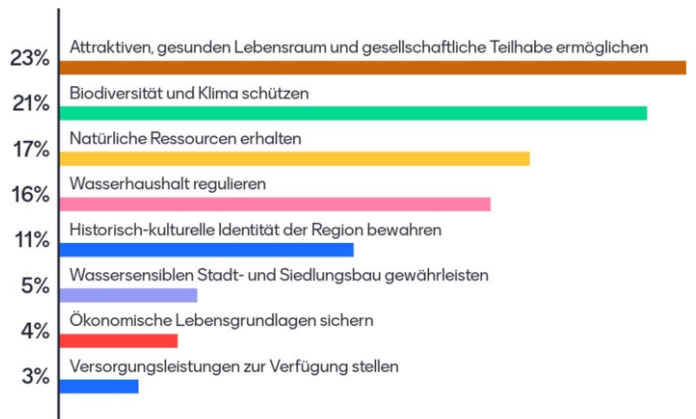 Attraktiven, gesunden Lebensraum und gesellschaftliche Teilhabe ermöglichen
23%
Biodiversität und Klima schützen
21%
Natürliche Ressourcen erhalten
17%
Wasserhaushalt regulieren
16%
Historisch-kulturelle Identität der Region bewahren
11%
Wassersensiblen Stadt- und Siedlungsbau gewährleisten
5%
Ökonomische Lebensgrundlagen sichern
4%
Versorgungsleistungen zur Verfügung stellen
3%